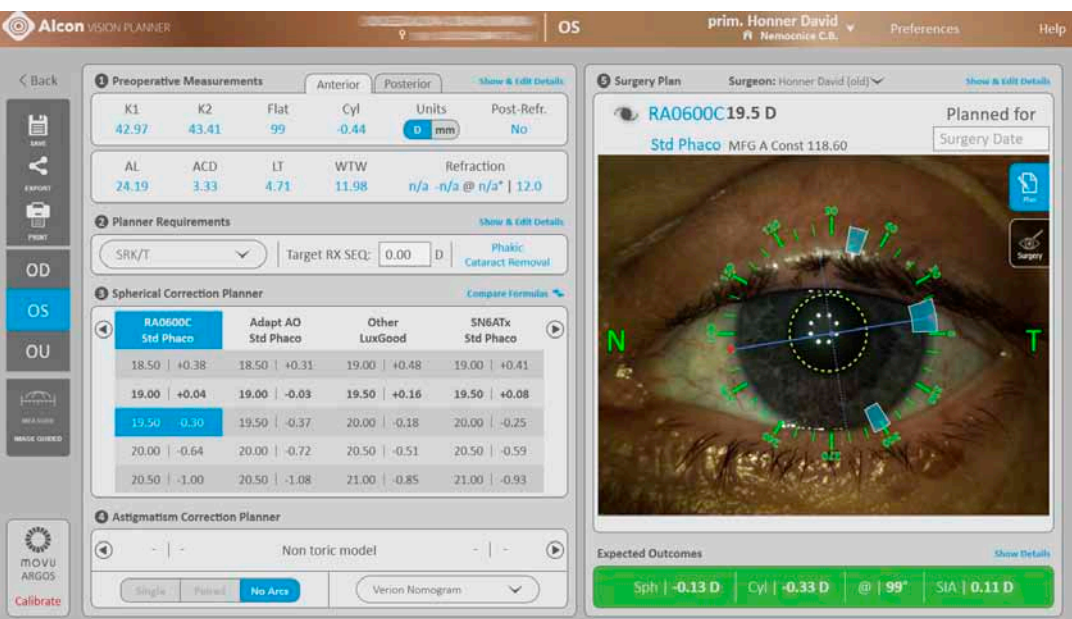 Alcon VISION PLANNER
OS
prim. Honner David
Nemocnice C.B.
Preferences
Help
< Back
SAVE
EXPORT
PRINT
OD
OS
OU
IMAGE GUIDED
movu
ARGOS
Calibrate
1 Preoperative Measurements
Anterior
Posterior
Show & Edit Details
K1 K2 Flat Cyl Units Post-Refr.
42.97 43.41 99 -0.44 D mm No
AL ACD LT WTW Refraction
24.19 3.33 4.71 11.98 n/a -n/a @ n/a° | 12.0
2 Planner Requirements
Show & Edit Details
SRK/T
Target RX SEQ: 0.00 D
Phakic
Cataract Removal
3 Spherical Correction Planner
Compare Formulas
RA0600C Adapt AO Other SN6ATx
Std Phaco Std Phaco LuxGood Std Phaco
18.50 | +0.38 18.50 | +0.31 19.00 | +0.48 19.00 | +0.41
19.00 | +0.04 19.00 | -0.03 19.50 | +0.16 19.50 | +0.08
19.50 -0.30 19.50 | -0.37 20.00 | -0.18 20.00 | -0.25
20.00 | -0.64 20.00 | -0.72 20.50 | -0.51 20.50 | -0.59
20.50 | -1.00 20.50 | -1.08 21.00 | -0.85 21.00 | -0.93
4 Astigmatism Correction Planner
- | - Non toric model - | -
Single Paired No Arcs
Verion Nomogram
5 Surgery Plan
Surgeon: Honner David (old)
Show & Edit Details
RA0600C 19.5 D
Planned for
Std Phaco MFG A Const 118.60
Surgery Date
Plan
Surgery
90
N
T
270
Expected Outcomes
Show Details
Sph | -0.13 D Cyl | -0.33 D @ | 99° SIA | 0.11 D